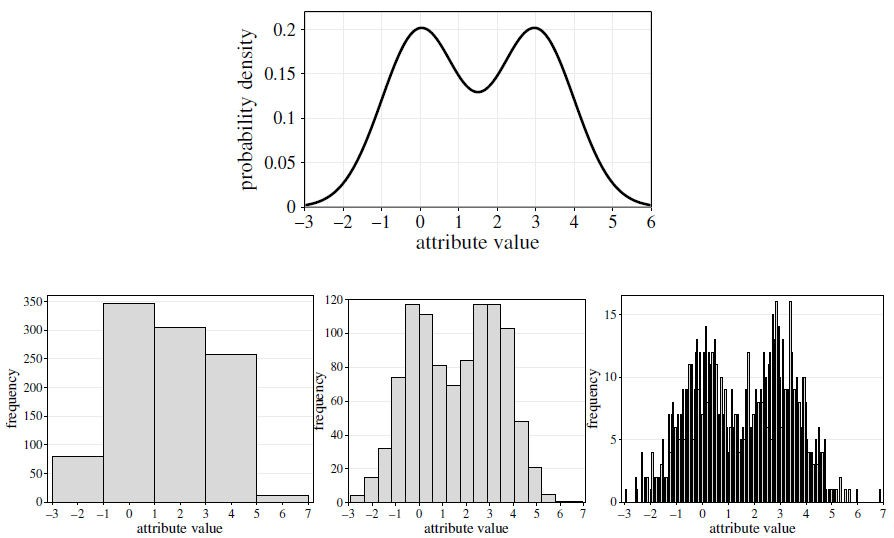 probability density
0.2
0.15
0.1
0.05
0
−3 −2 −1 0 1 2 3 4 5 6
attribute value
frequency
350
300
250
200
150
100
50
0
−3 −2 −1 0 1 2 3 4 5 6 7
attribute value
frequency
120
100
80
60
40
20
0
−3 −2 −1 0 1 2 3 4 5 6 7
attribute value
frequency
15
10
5
0
−3 −2 −1 0 1 2 3 4 5 6 7
attribute value